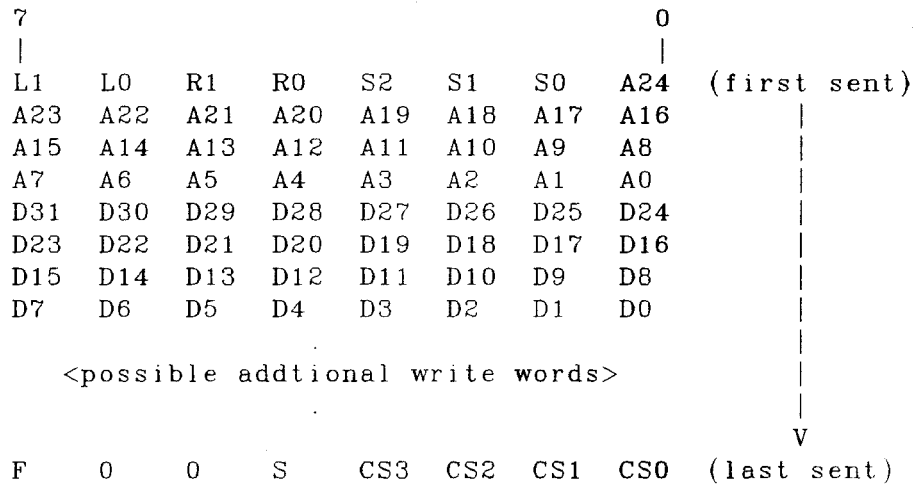 7 0
| |
L1 L0 R1 R0 S2 S1 S0 A24 (first sent)
A23 A22 A21 A20 A19 A18 A17 A16 |
A15 A14 A13 A12 A11 A10 A9 A8 |
A7 A6 A5 A4 A3 A2 A1 A0 |
D31 D30 D29 D28 D27 D26 D25 D24 |
D23 D22 D21 D20 D19 D18 D17 D16 |
D15 D14 D13 D12 D11 D10 D9 D8 |
D7 D6 D5 D4 D3 D2 D1 D0 |
. |
<possible addtional write words> |
. |
V
F 0 0 S CS3 CS2 CS1 CS0 (last sent)